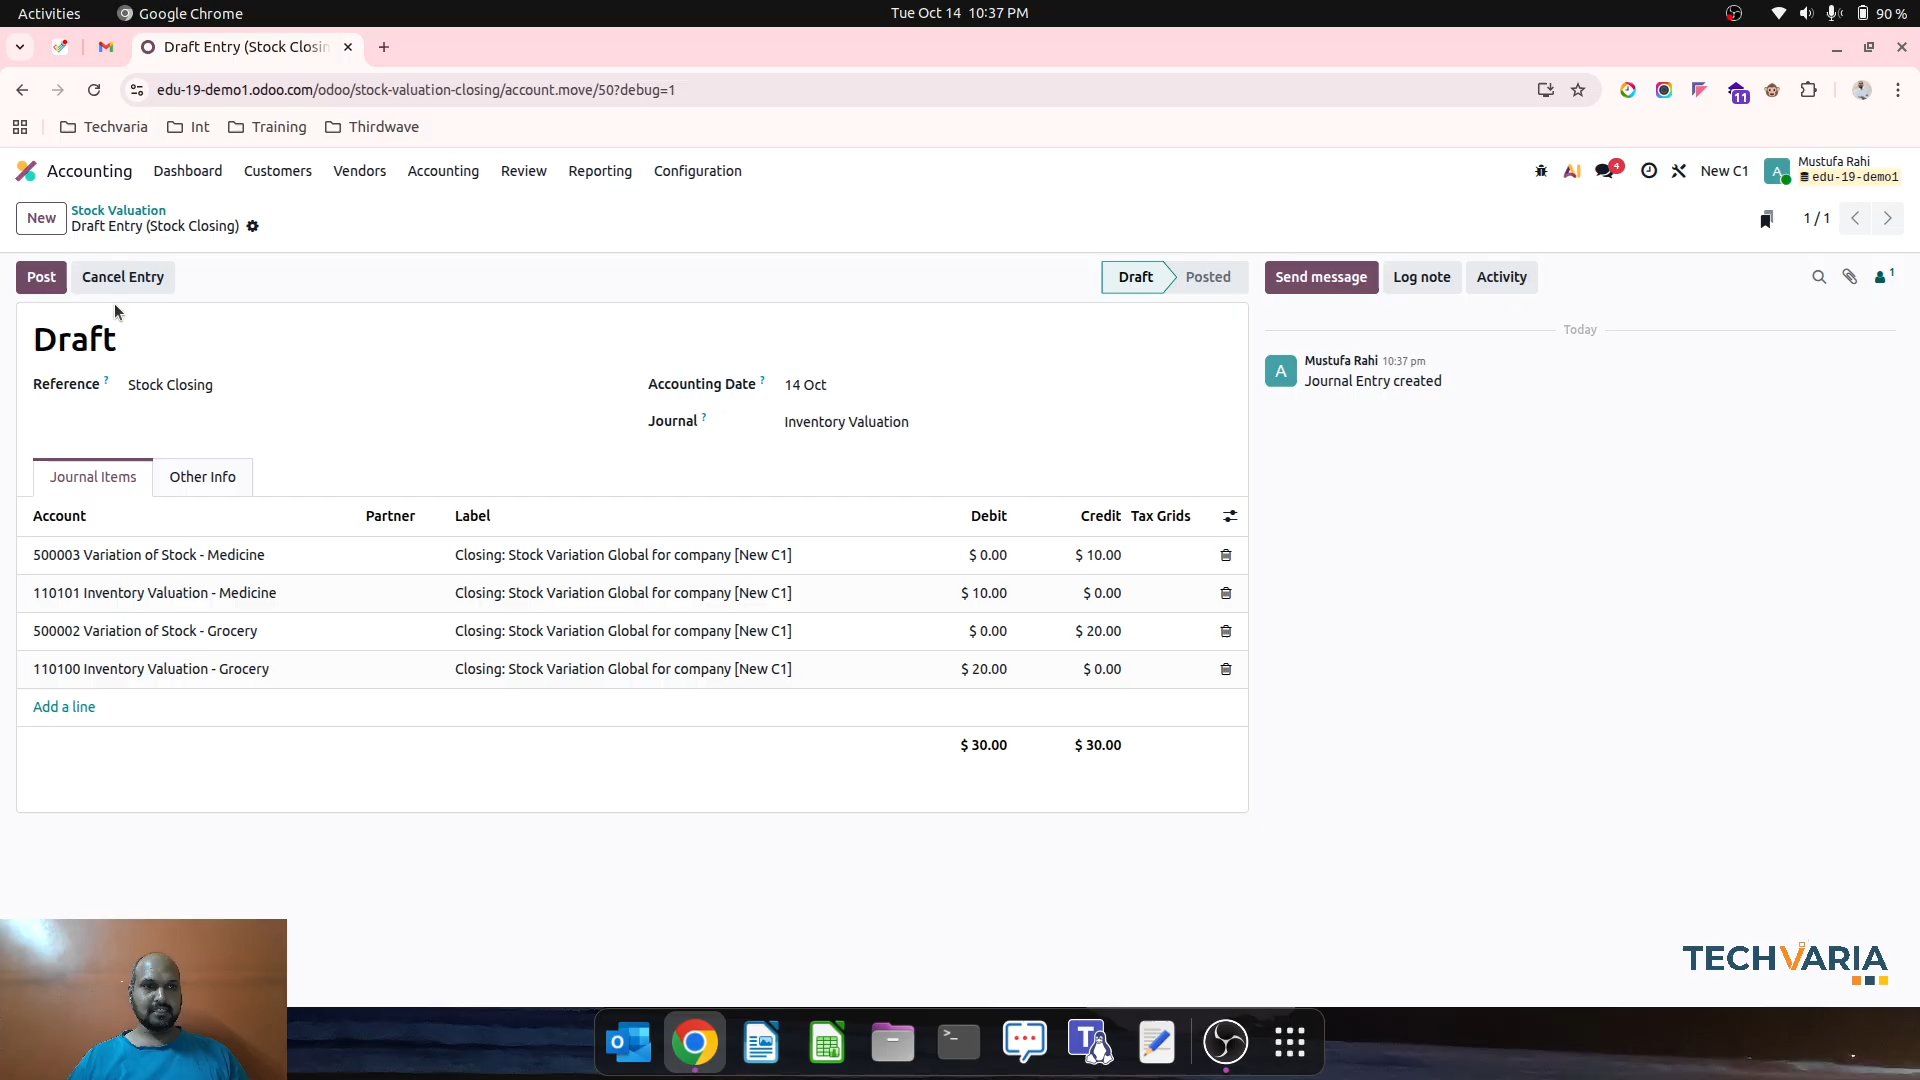 Activities
Google Chrome
Tue Oct 14 10:37 PM
90 %
Draft Entry (Stock Closin
edu-19-demo1.odoo.com/odoo/stock-valuation-closing/account.move/50?debug=1
11
Techvaria
Int
Training
Thirdwave
Accounting
Dashboard
Customers
Vendors
Accounting
Review
Reporting
Configuration
AI
4
New C1
A
Mustufa Rahi
edu-19-demo1
New
Stock Valuation
Draft Entry (Stock Closing)
1 / 1
Post
Cancel Entry
Draft
Posted
Send message
Log note
Activity
1
Draft
Today
Reference ?
Stock Closing
Accounting Date ?
14 Oct
A
Mustufa Rahi 10:37 pm
Journal Entry created
Journal ?
Inventory Valuation
Journal Items
Other Info
Account Partner Label Debit Credit Tax Grids
500003 Variation of Stock - Medicine Closing: Stock Variation Global for company [New C1] $ 0.00 $ 10.00
110101 Inventory Valuation - Medicine Closing: Stock Variation Global for company [New C1] $ 10.00 $ 0.00
500002 Variation of Stock - Grocery Closing: Stock Variation Global for company [New C1] $ 0.00 $ 20.00
110100 Inventory Valuation - Grocery Closing: Stock Variation Global for company [New C1] $ 20.00 $ 0.00
Add a line
$ 30.00 $ 30.00
TECHVARIA